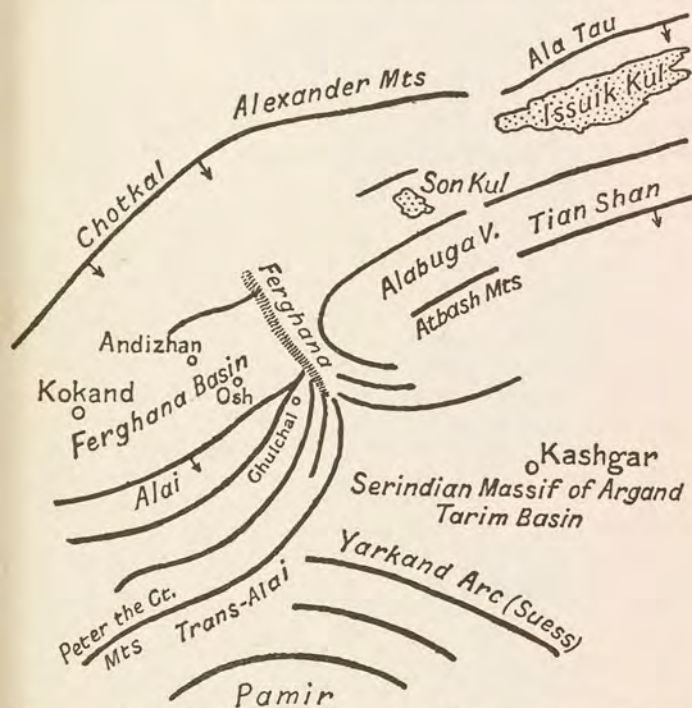 Ala Tau
Issuik Kul
Alexander Mts
Son Kul
Chotkal
Tian Shan
Alabuga V.
Atbash Mts
Ferghana
Andizhan
Kokand
Osh
Ferghana Basin
Ghulchal
Alai
Kashgar
Serindian Massif of Argand
Tarim Basin
Yarkand Arc (Suess)
Trans-Alai
Peter the Gt.
Mts
Pamir